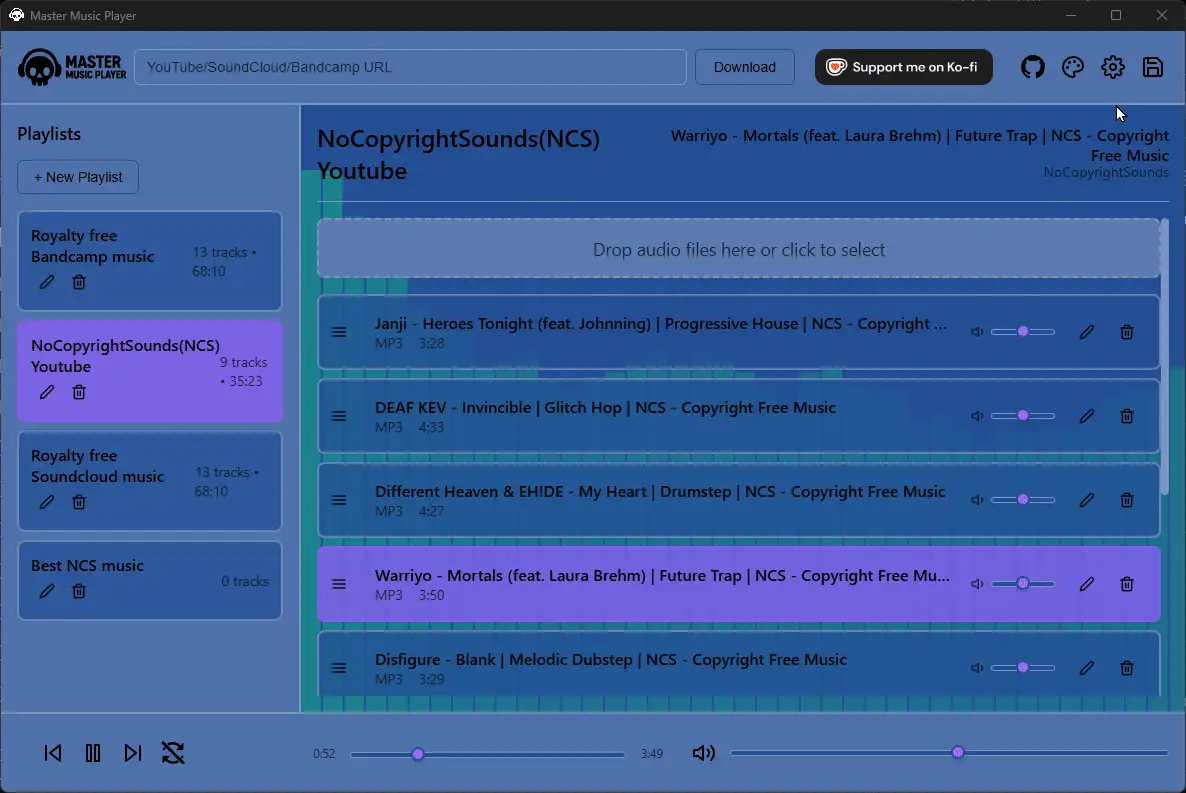 Master Music Player
MASTER
MUSIC PLAYER
YouTube/SoundCloud/Bandcamp URL
Download
Support me on Ko-fi
Playlists
+ New Playlist
Royalty free
Bandcamp music
13 tracks •
68:10
NoCopyrightSounds(NCS)
Youtube
9 tracks
• 35:23
Royalty free
Soundcloud music
13 tracks •
68:10
Best NCS music
0 tracks
NoCopyrightSounds(NCS)
Youtube
Warriyo - Mortals (feat. Laura Brehm) | Future Trap | NCS - Copyright
Free Music
NoCopyrightSounds
Drop audio files here or click to select
Janji - Heroes Tonight (feat. Johnning) | Progressive House | NCS - Copyright ...
MP3 3:28
DEAF KEV - Invincible | Glitch Hop | NCS - Copyright Free Music
MP3 4:33
Different Heaven & EH!DE - My Heart | Drumstep | NCS - Copyright Free Music
MP3 4:27
Warriyo - Mortals (feat. Laura Brehm) | Future Trap | NCS - Copyright Free Mu...
MP3 3:50
Disfigure - Blank | Melodic Dubstep | NCS - Copyright Free Music
MP3 3:29
0:52
3:49